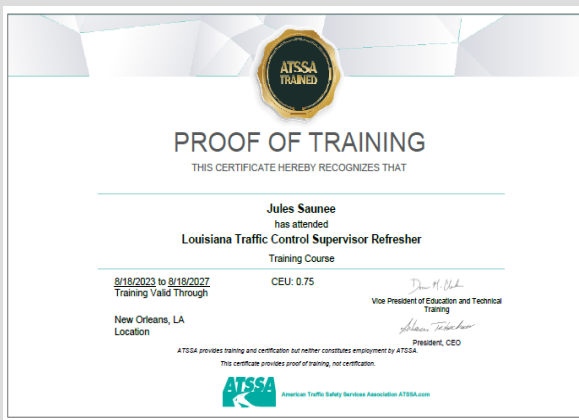 ATSSA
TRAINED
PROOF OF TRAINING
THIS CERTIFICATE HEREBY RECOGNIZES THAT
Jules Saunee
has attended
Louisiana Traffic Control Supervisor Refresher
Training Course
8/18/2023 to 8/18/2027
Training Valid Through
CEU: 0.75
Vice President of Education and Technical
Training
New Orleans, LA
Location
President, CEO
ATSSA provides training and certification but neither constitutes employment by ATSSA.
This certificate provides proof of training, not certification.
ATSSA
American Traffic Safety Services Association ATSSA.com